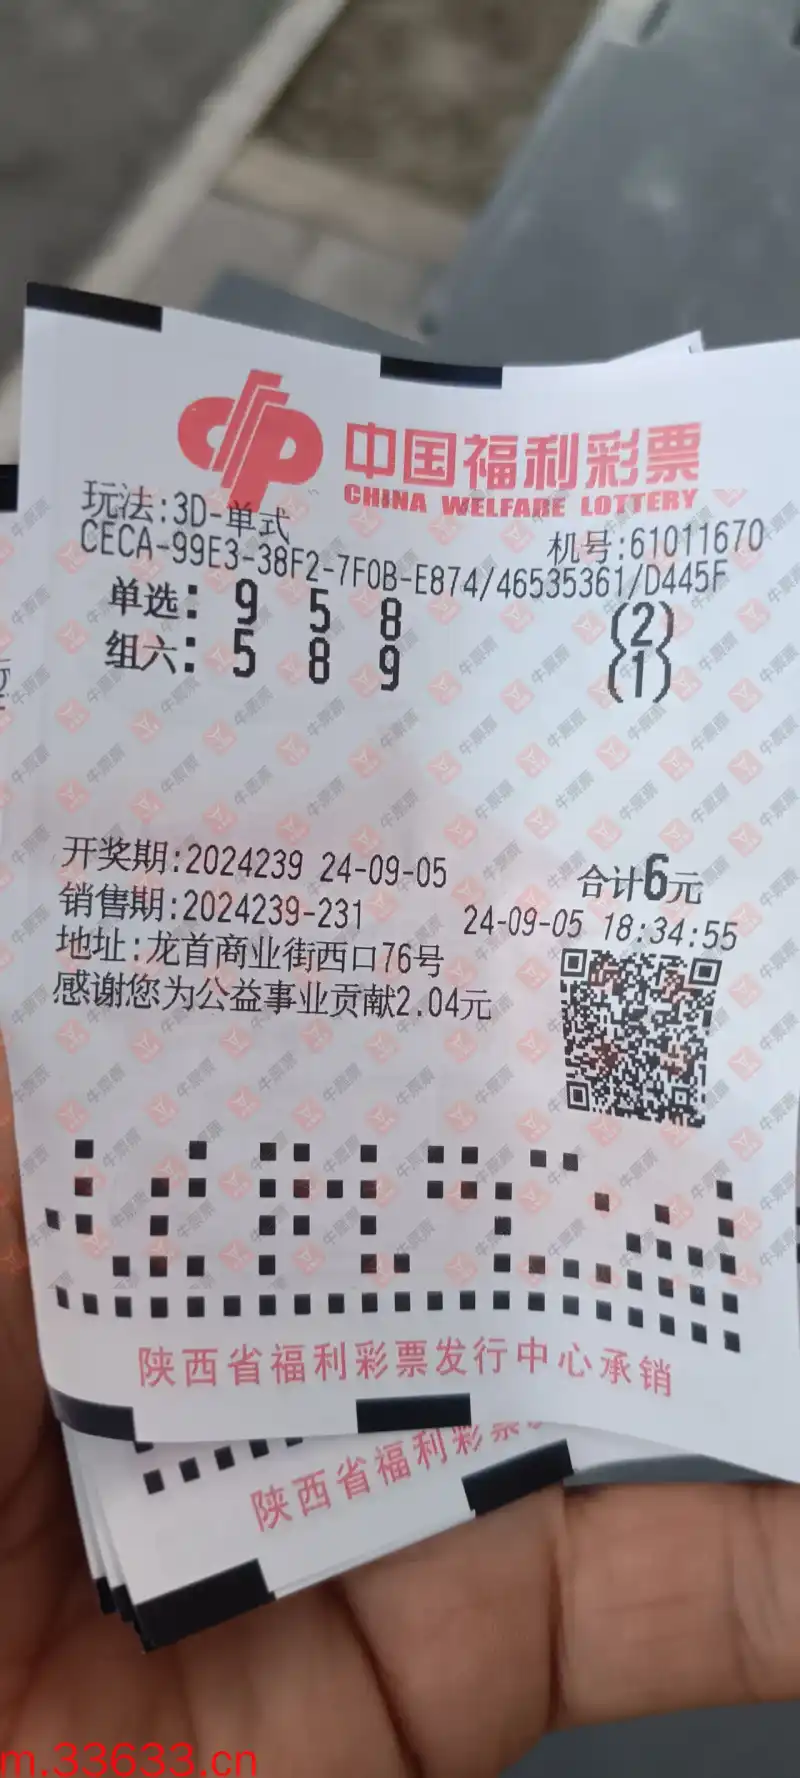 中国福利彩票
CHINA WELFARE LOTTERY
玩法:3D-单式
机号:61011670
CECA-99E3-38F2-7F0B-E874/46535361/D445F
单选: 9 5 8 (2)
组六: 5 8 9 (1)
开奖期:2024239 24-09-05 合计6元
销售期:2024239-231 24-09-05 18:34:55
地址:龙首商业街西口76号
感谢您为公益事业贡献2.04元
陕西省福利彩票发行中心承销
陕西省福利彩票
m.33633.cn